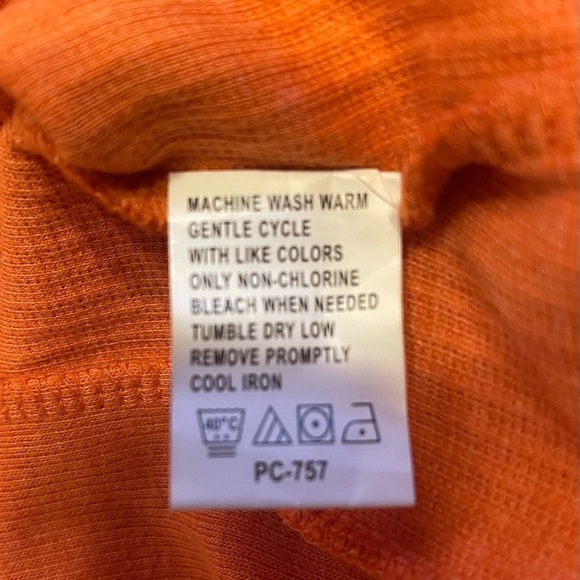 MACHINE WASH WARM
GENTLE CYCLE
WITH LIKE COLORS
ONLY NON-CHLORINE
BLEACH WHEN NEEDED
TUMBLE DRY LOW
REMOVE PROMPTLY
COOL IRON
40°C
PC-757